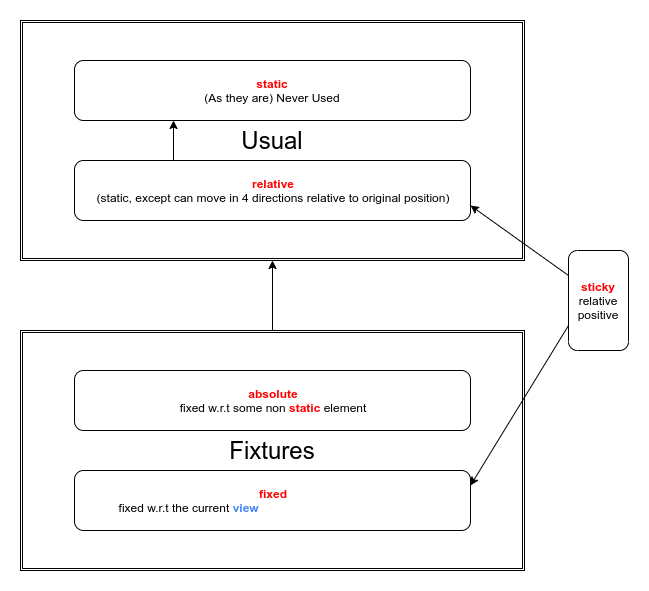 static
(As they are) Never Used
Usual
relative
(static, except can move in 4 directions relative to original position)
sticky
relative
positive
absolute
fixed w.r.t some non static element
Fixtures
fixed
fixed w.r.t the current view